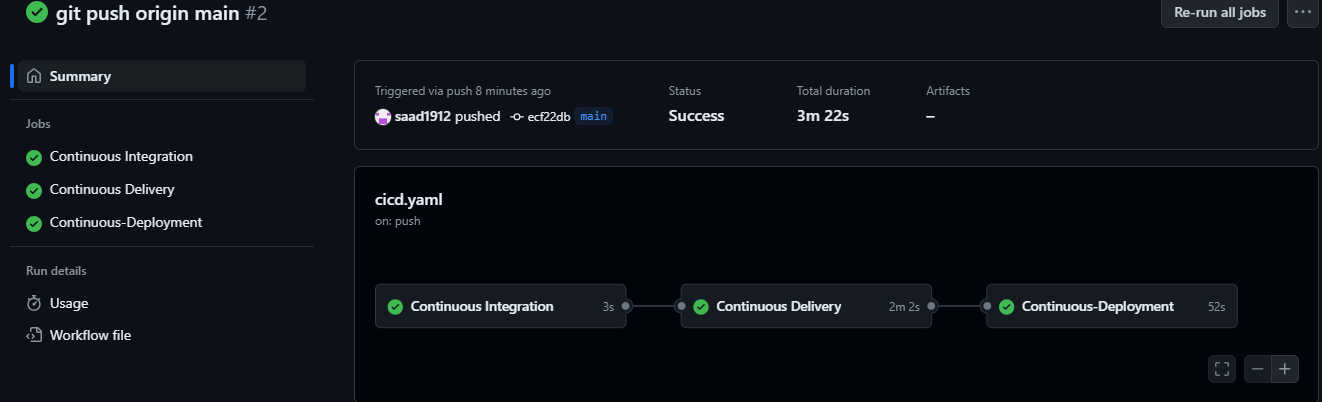 git push origin main #2
Re-run all jobs
Summary
Jobs
Continuous Integration
Continuous Delivery
Continuous-Deployment
Run details
Usage
Workflow file
Triggered via push 8 minutes ago
saad1912 pushed ecf22db main
Status
Success
Total duration
3m 22s
Artifacts
–
cicd.yaml
on: push
Continuous Integration 3s
Continuous Delivery 2m 2s
Continuous-Deployment 52s